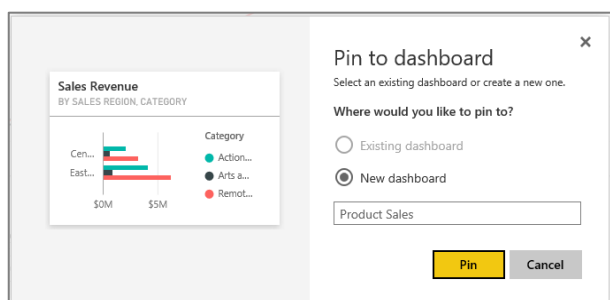 Sales Revenue
BY SALES REGION, CATEGORY
Category
Cen...
Action...
East...
Arts a...
Remot...
$0M $5M
Pin to dashboard
Select an existing dashboard or create a new one.
Where would you like to pin to?
Existing dashboard
New dashboard
Product Sales
Pin Cancel